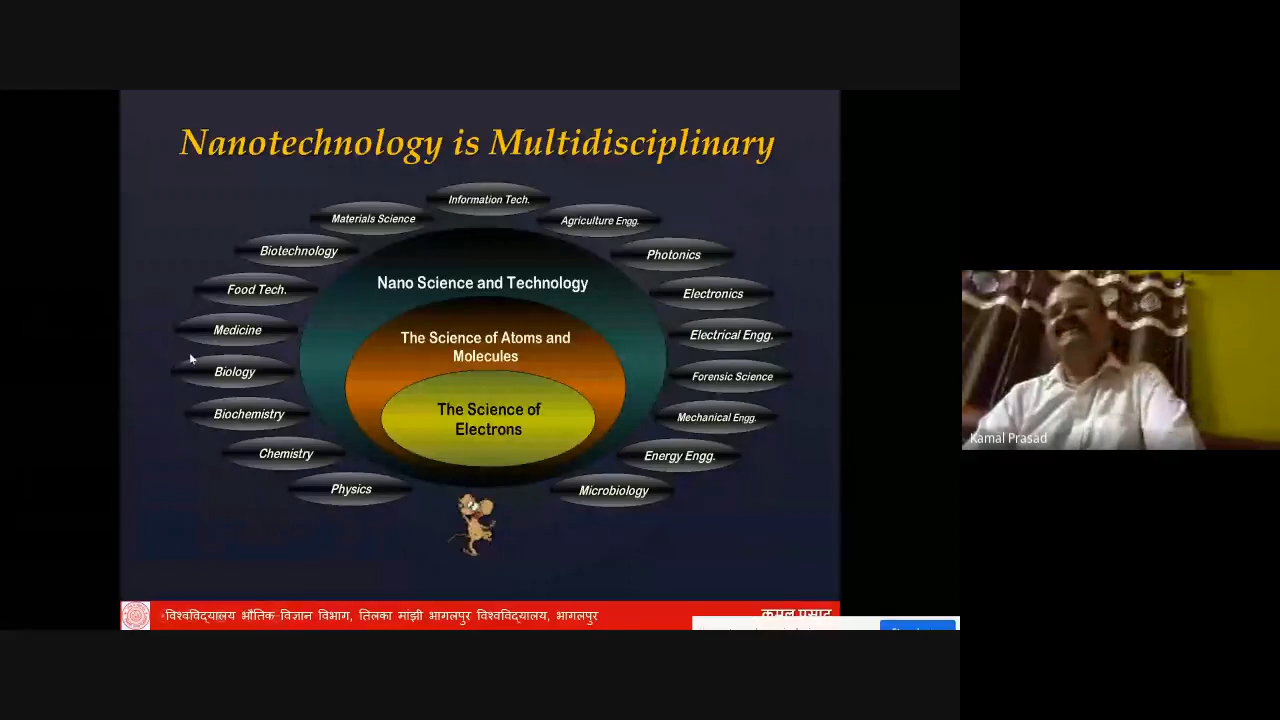 Nanotechnology is Multidisciplinary
Information Tech.
Materials Science
Agriculture Engg.
Biotechnology
Photonics
Nano Science and Technology
Food Tech.
Electronics
Medicine
The Science of Atoms and
Molecules
Electrical Engg.
Biology
Forensic Science
Biochemistry
The Science of
Electrons
Mechanical Engg.
Chemistry
Energy Engg.
Physics
Microbiology
विश्वविद्यालय भौतिक विज्ञान विभाग, तिलका मांझी भागलपुर विश्वविद्यालय, भागलपुर
कमल प्रसाद
Kamal Prasad